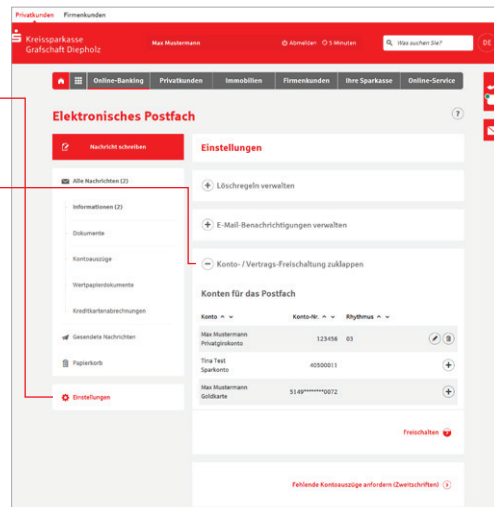 Privatkunden Firmenkunden
Kreissparkasse
Grafschaft Diepholz
Max Mustermann
Abmelden 5 Minuten
Was suchen Sie?
DE
Online-Banking Privatkunden Immobilien Firmenkunden Ihre Sparkasse Online-Service
Elektronisches Postfach
?
Nachricht schreiben
Einstellungen
Alle Nachrichten (2)
Löschregeln verwalten
Informationen (2)
E-Mail-Benachrichtigungen verwalten
Dokumente
Kontoauszüge
Konto- / Vertrags-Freischaltung zuklappen
Wertpapierdokumente
Konten für das Postfach
Kreditkartenabrechnungen
Konto Konto-Nr. Rhythmus
Gesendete Nachrichten
Max Mustermann
Privatgirokonto
123456 03
Papierkorb
Tina Test
Sparkonto
40500011
Einstellungen
Max Mustermann
Goldkarte
5149********0072
Freischalten
Fehlende Kontoauszüge anfordern (Zweitschriften)